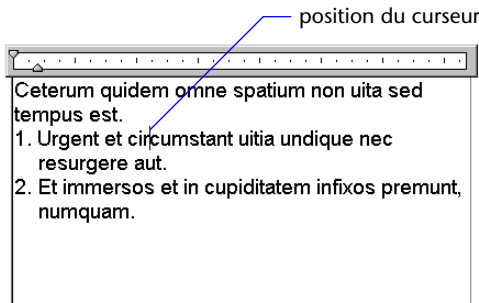 position du curseur
Ceterum quidem omne spatium non uita sed
tempus est.
1. Urgent et circumstant uitia undique nec
resurgere aut.
2. Et immersos et in cupiditatem infixos premunt,
numquam.